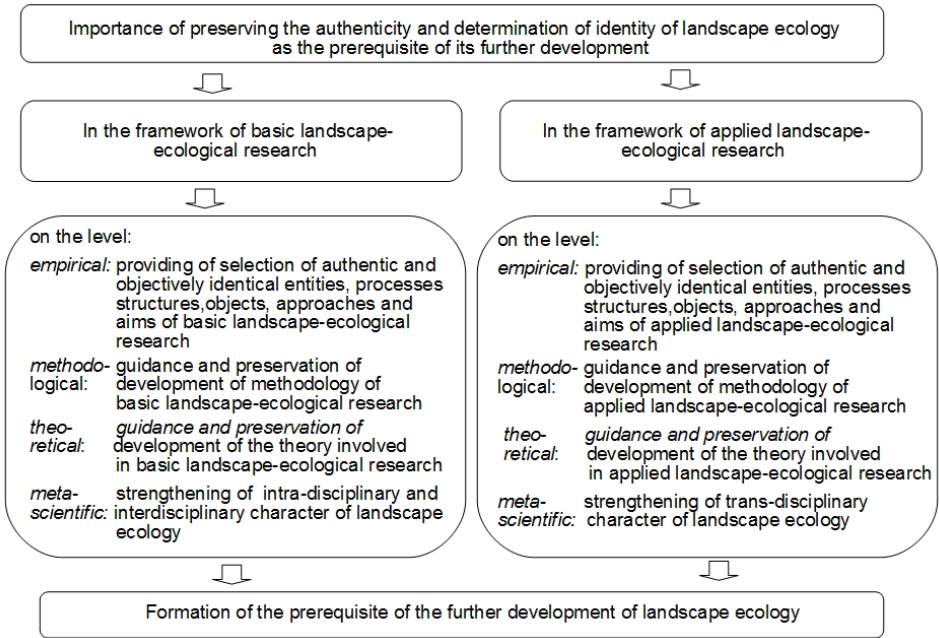 Importance of preserving the authenticity and determination of identity of landscape ecology
as the prerequisite of its further development
In the framework of basic landscape-
ecological research
In the framework of applied landscape-
ecological research
on the level:
empirical: providing of selection of authentic and
objectively identical entities, processes
structures,objects, approaches and
aims of basic landscape-ecological
research
methodo- guidance and preservation of
logical: development of methodology of
basic landscape-ecological research
theo- guidance and preservation of
retical: development of the theory involved
in basic landscape-ecological research
meta- strengthening of intra-disciplinary and
scientific: interdisciplinary character of landscape
ecology
on the level:
empirical: providing of selection of authentic and
objectively identical entities, processes
structures,objects, approaches and
aims of applied landscape-ecological
research
methodo- guidance and preservation of
logical: development of methodology of
applied landscape-ecological research
theo- guidance and preservation of
retical: development of the theory involved
in applied landscape-ecological research
meta- strengthening of trans-disciplinary
scientific: character of landscape ecology
Formation of the prerequisite of the further development of landscape ecology